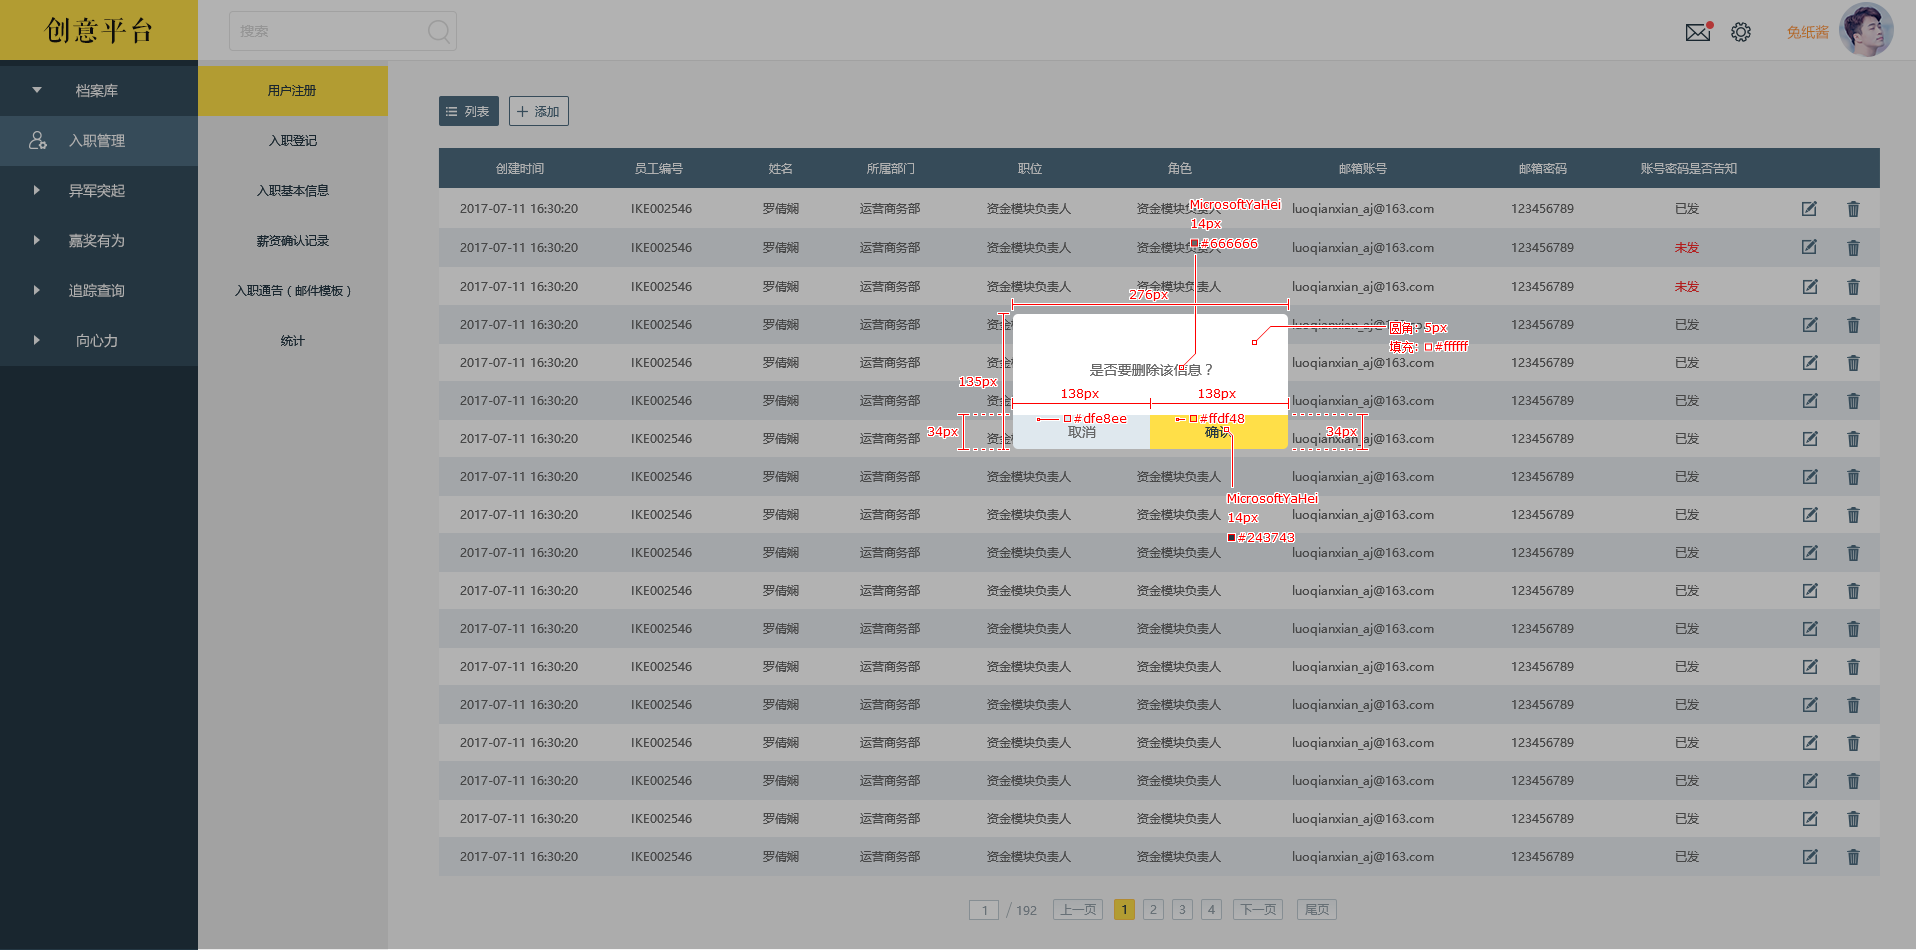 创意平台
搜索
兔纸酱
档案库
入职管理
异军突起
嘉奖有为
追踪查询
向心力
用户注册
入职登记
入职基本信息
薪资确认记录
入职通告（邮件模板）
统计
列表
添加
创建时间 员工编号 姓名 所属部门 职位 角色 邮箱账号 邮箱密码 账号密码是否告知
2017-07-11 16:30:20 IKE002546 罗倩娴 运营商务部 资金模块负责人 资金模块负责人 luoqianxian_aj@163.com 123456789 已发
2017-07-11 16:30:20 IKE002546 罗倩娴 运营商务部 资金模块负责人 资金模块负责人 luoqianxian_aj@163.com 123456789 未发
2017-07-11 16:30:20 IKE002546 罗倩娴 运营商务部 资金模块负责人 资金模块负责人 luoqianxian_aj@163.com 123456789 未发
2017-07-11 16:30:20 IKE002546 罗倩娴 运营商务部 资金 luoqianxian_aj@163.com 123456789 已发
2017-07-11 16:30:20 IKE002546 罗倩娴 运营商务部 资金 luoqianxian_aj@163.com 123456789 已发
2017-07-11 16:30:20 IKE002546 罗倩娴 运营商务部 资金 luoqianxian_aj@163.com 123456789 已发
2017-07-11 16:30:20 IKE002546 罗倩娴 运营商务部 资金 luoqianxian_aj@163.com 123456789 已发
2017-07-11 16:30:20 IKE002546 罗倩娴 运营商务部 资金模块负责人 资金模块负责人 luoqianxian_aj@163.com 123456789 已发
2017-07-11 16:30:20 IKE002546 罗倩娴 运营商务部 资金模块负责人 资金模块负责人 luoqianxian_aj@163.com 123456789 已发
2017-07-11 16:30:20 IKE002546 罗倩娴 运营商务部 资金模块负责人 资金模块负责人 luoqianxian_aj@163.com 123456789 已发
2017-07-11 16:30:20 IKE002546 罗倩娴 运营商务部 资金模块负责人 资金模块负责人 luoqianxian_aj@163.com 123456789 已发
2017-07-11 16:30:20 IKE002546 罗倩娴 运营商务部 资金模块负责人 资金模块负责人 luoqianxian_aj@163.com 123456789 已发
2017-07-11 16:30:20 IKE002546 罗倩娴 运营商务部 资金模块负责人 资金模块负责人 luoqianxian_aj@163.com 123456789 已发
2017-07-11 16:30:20 IKE002546 罗倩娴 运营商务部 资金模块负责人 资金模块负责人 luoqianxian_aj@163.com 123456789 已发
2017-07-11 16:30:20 IKE002546 罗倩娴 运营商务部 资金模块负责人 资金模块负责人 luoqianxian_aj@163.com 123456789 已发
2017-07-11 16:30:20 IKE002546 罗倩娴 运营商务部 资金模块负责人 资金模块负责人 luoqianxian_aj@163.com 123456789 已发
2017-07-11 16:30:20 IKE002546 罗倩娴 运营商务部 资金模块负责人 资金模块负责人 luoqianxian_aj@163.com 123456789 已发
2017-07-11 16:30:20 IKE002546 罗倩娴 运营商务部 资金模块负责人 资金模块负责人 luoqianxian_aj@163.com 123456789 已发
MicrosoftYaHei
14px
#666666
276px
圆角：5px
填充：#ffffff
是否要删除该信息？
135px
138px 138px
#dfe8ee #ffdf48
34px 取消 确认 34px
MicrosoftYaHei
14px
#243743
1 / 192 上一页 1 2 3 4 下一页 尾页